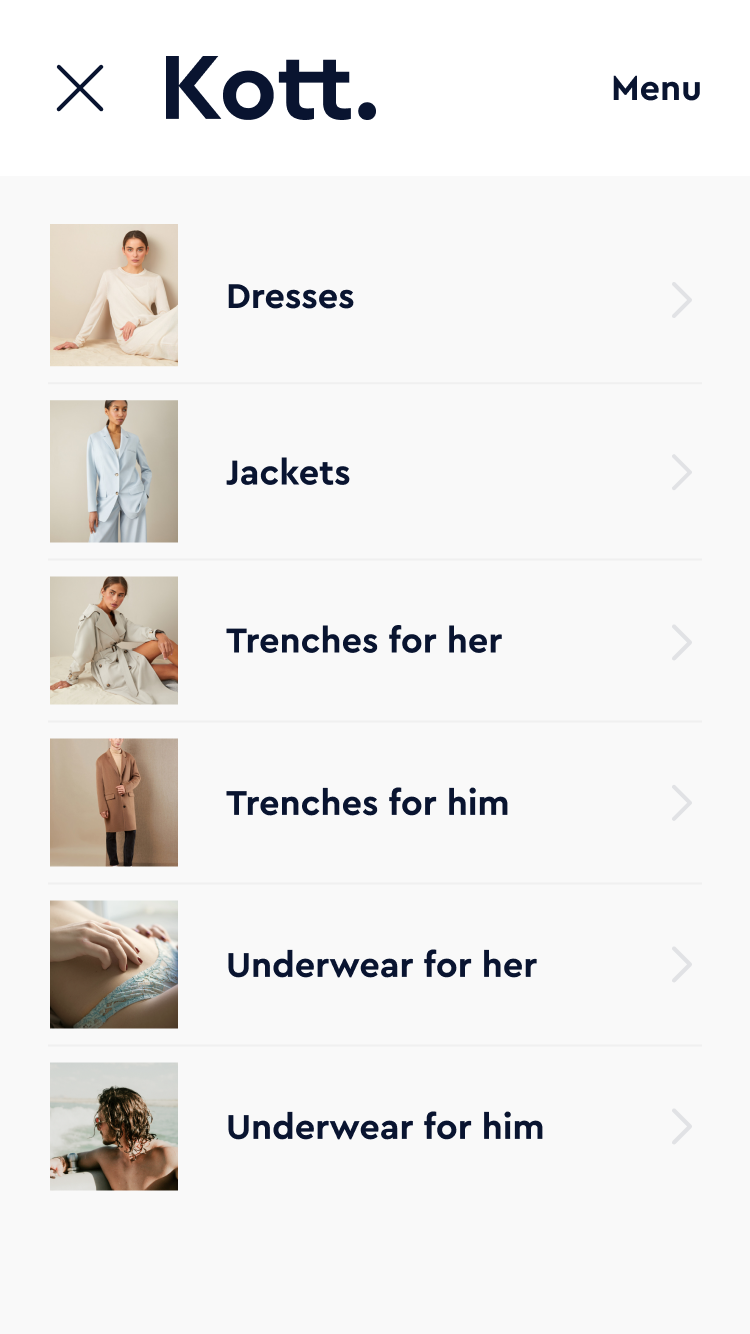 Kott.
Menu
Dresses
Jackets
Trenches for her
Trenches for him
Underwear for her
Underwear for him